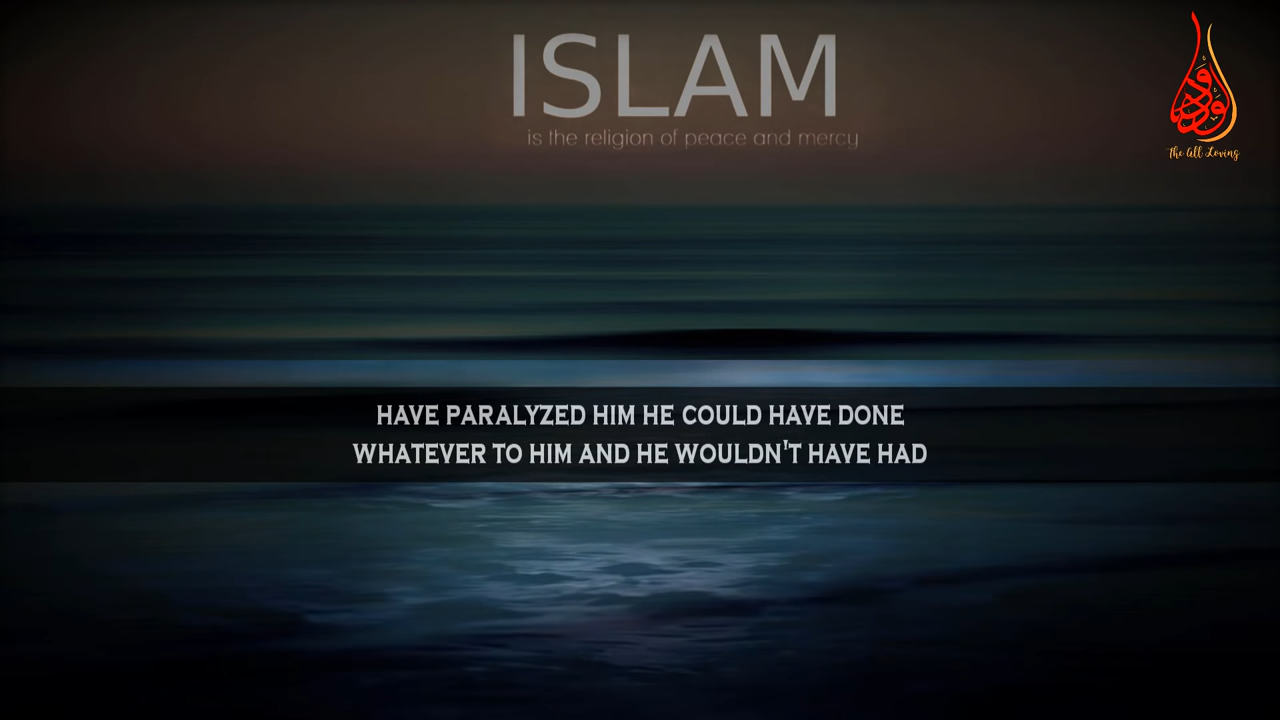 ISLAM
is the religion of peace and mercy
الودود
The All Loving
HAVE PARALYZED HIM HE COULD HAVE DONE
WHATEVER TO HIM AND HE WOULDN'T HAVE HAD